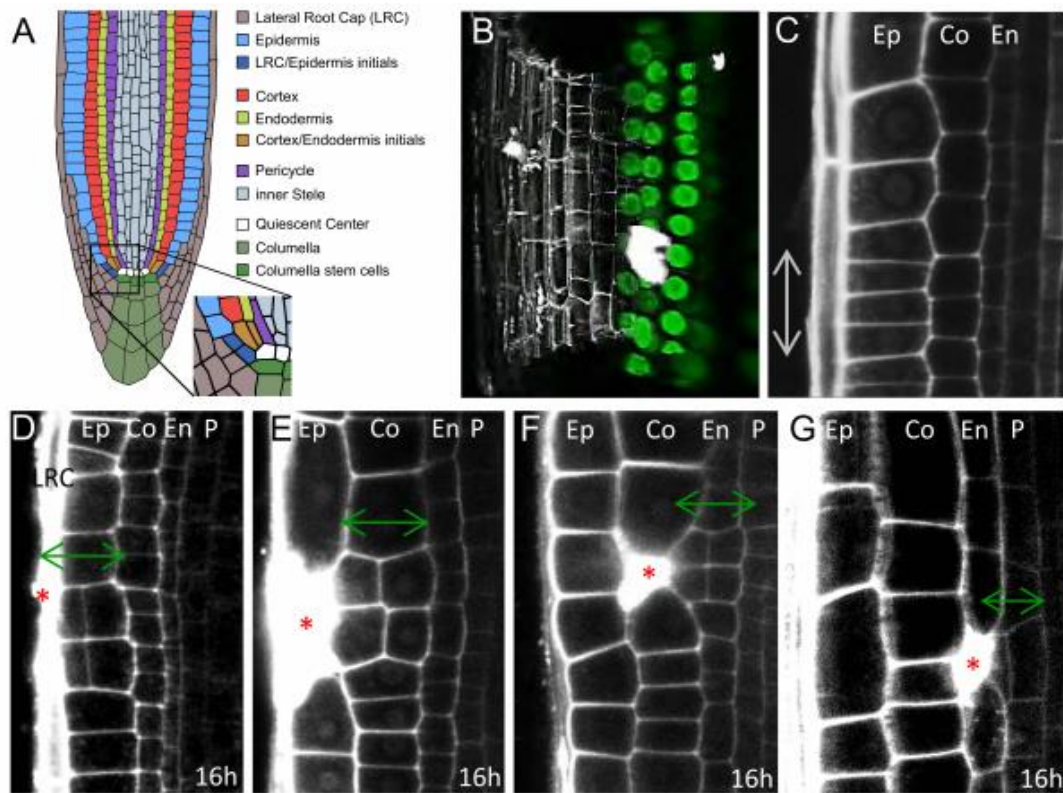 A
Lateral Root Cap (LRC)
Epidermis
LRC/Epidermis initials
Cortex
Endodermis
Cortex/Endodermis initials
Pericycle
inner Stele
Quiescent Center
Columella
Columella stem cells
B
C
Ep Co En
D
Ep Co En P
LRC
*
16h
E
Ep Co En P
*
16h
F
Ep Co En P
*
16h
G
Ep Co En P
*
16h